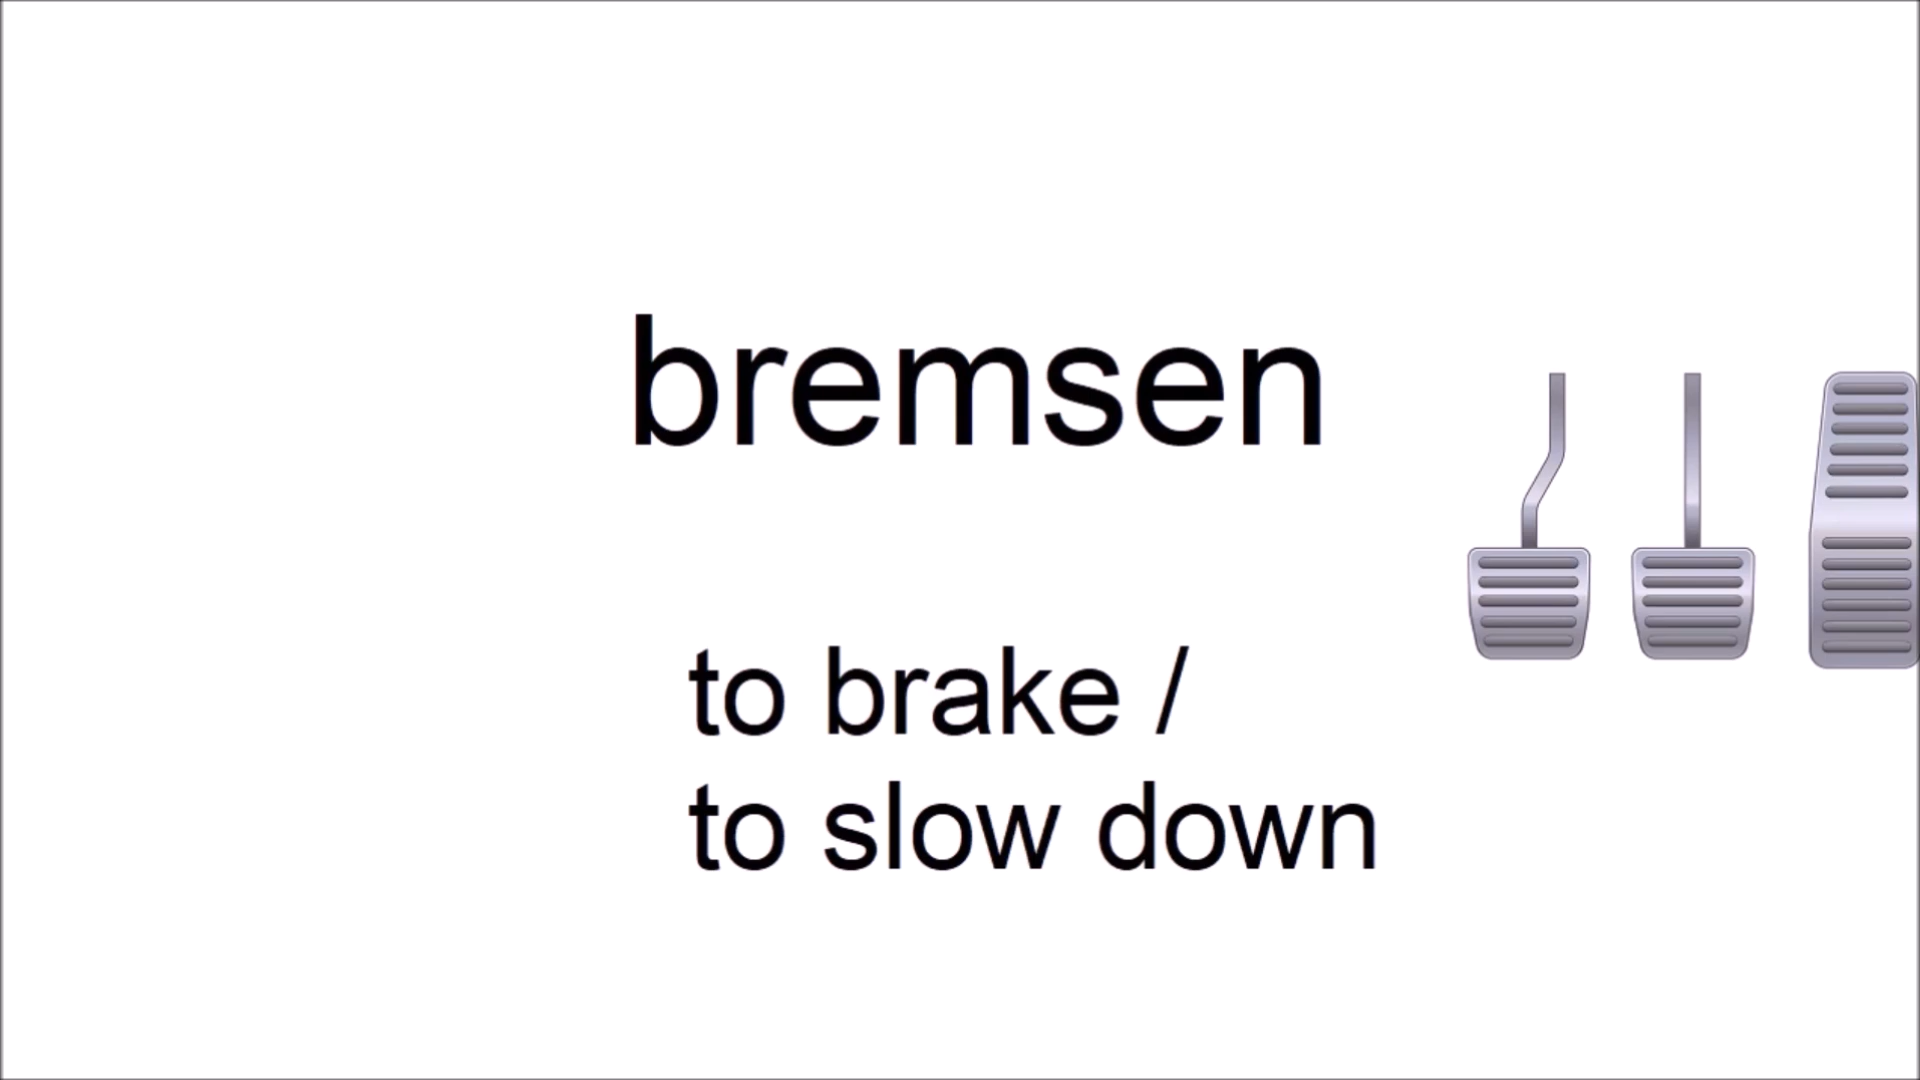 bremsen
to brake /
to slow down